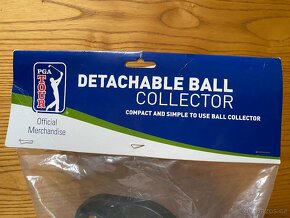 PGA
TOUR
Official
Merchandise
DETACHABLE BALL
COLLECTOR
COMPACT AND SIMPLE TO USE BALL COLLECTOR